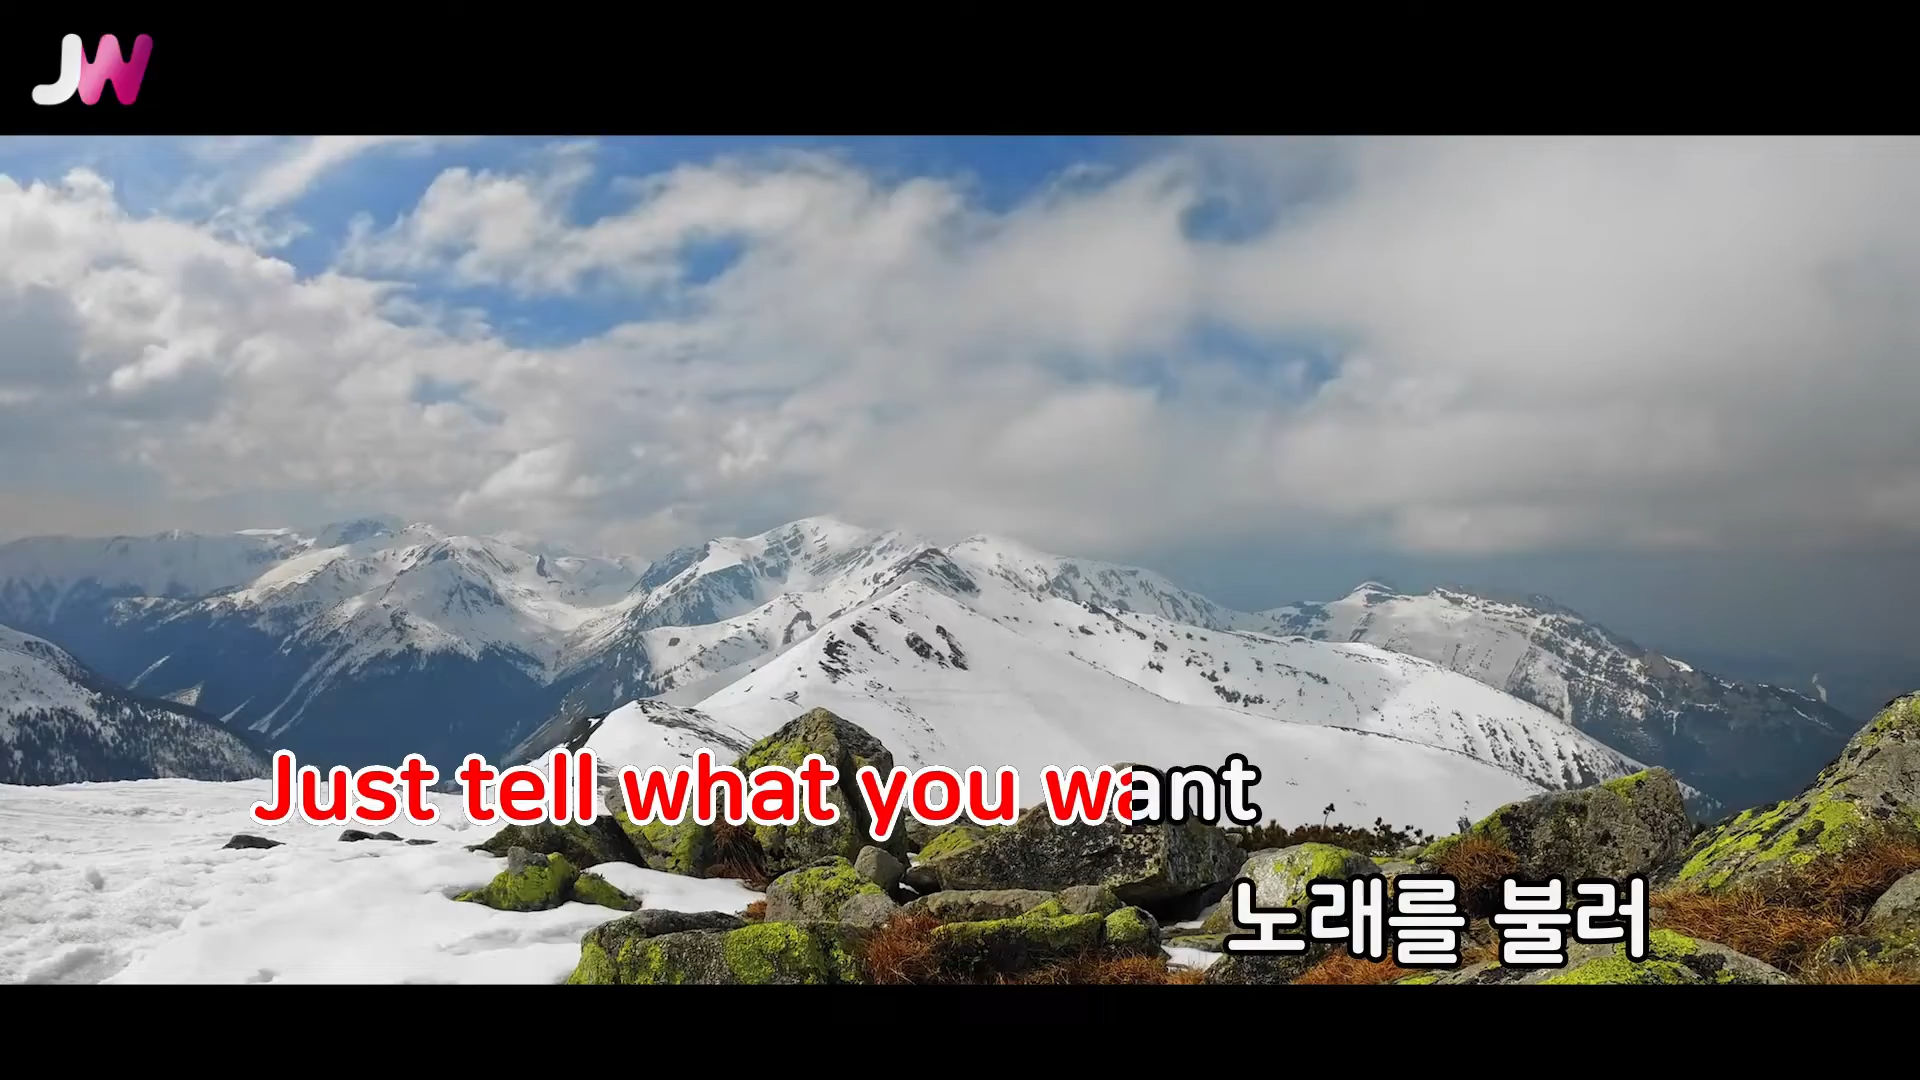 JW
Just tell what you want
노래를 불러